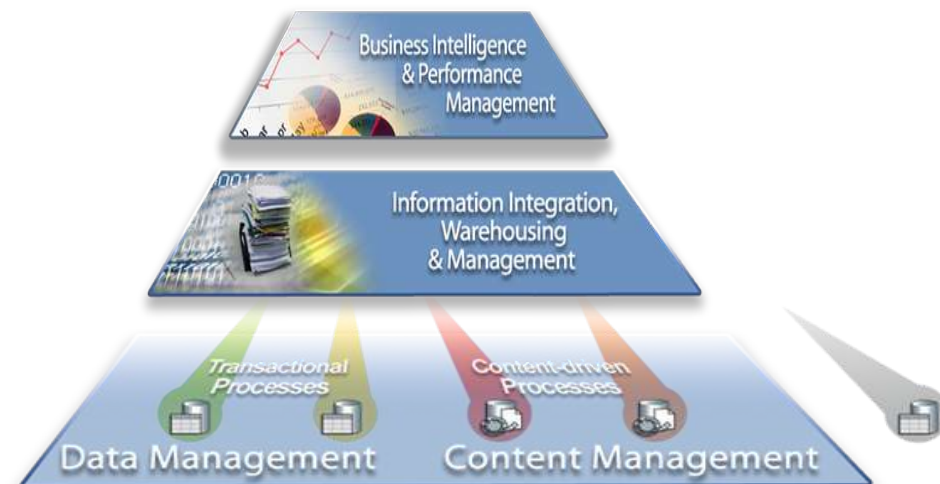 Business Intelligence
& Performance
Management
Information Integration,
Warehousing
& Management
Transactional
Processes
Content-driven
Processes
Data Management
Content Management